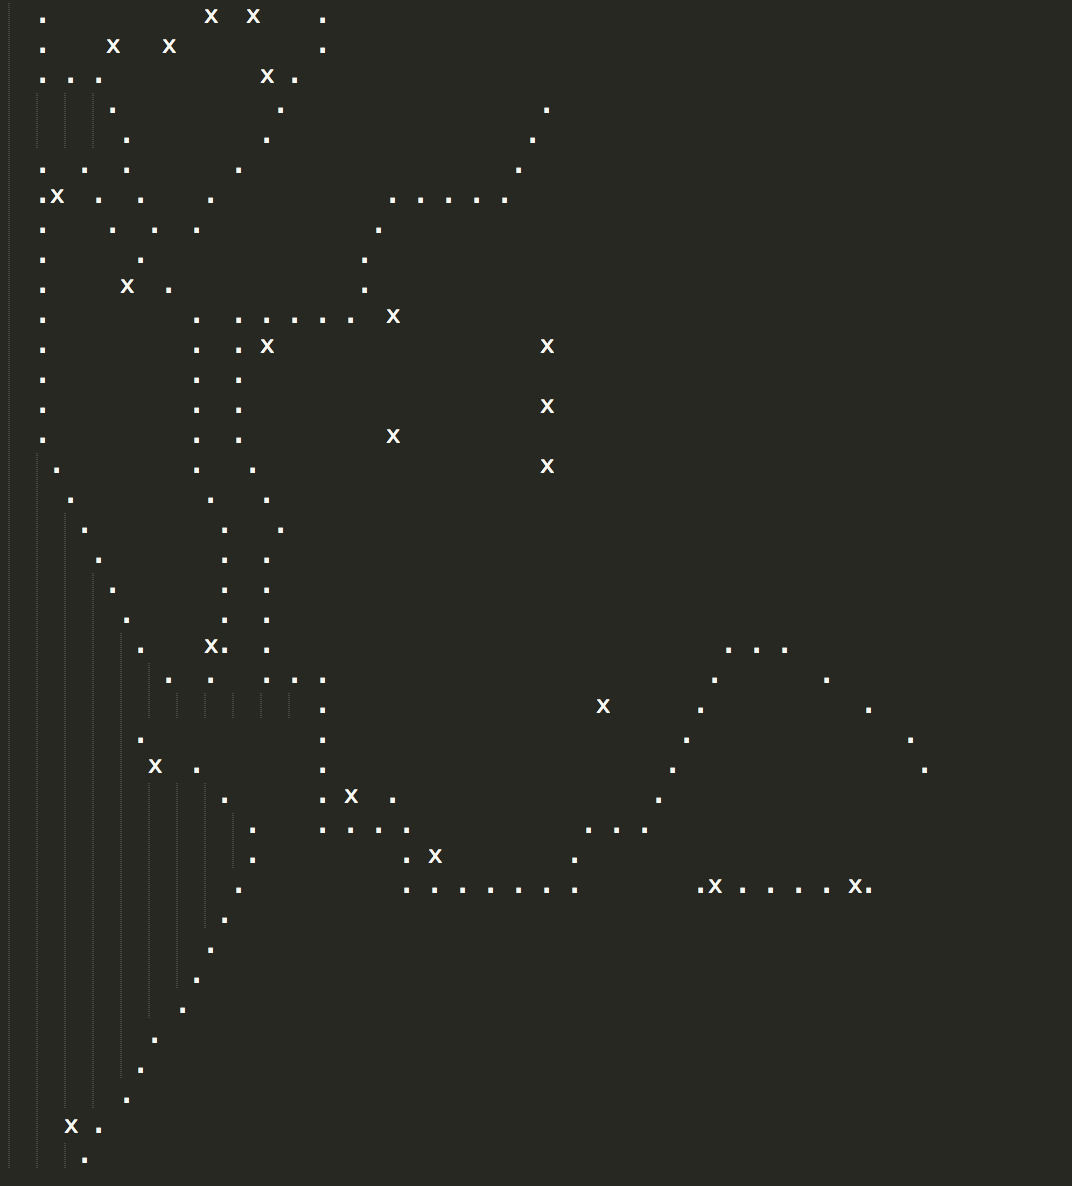 . x x .
. x x .
. . . x .
. . .
. . .
. . . . .
. x . . . . . . . .
. . . . .
. . .
. x . .
. . . . . . . x
. . . x x
. . .
. . . x
. . . x
. . . x
. . .
. . .
. . .
. . .
. . .
. x . . . . .
. . . . . . .
. x . .
. . . .
x . . . .
. . x . .
. . . . . . . .
. . x .
. . . . . . . . . x . . . . x .
.
.
.
.
.
.
.
x .
.